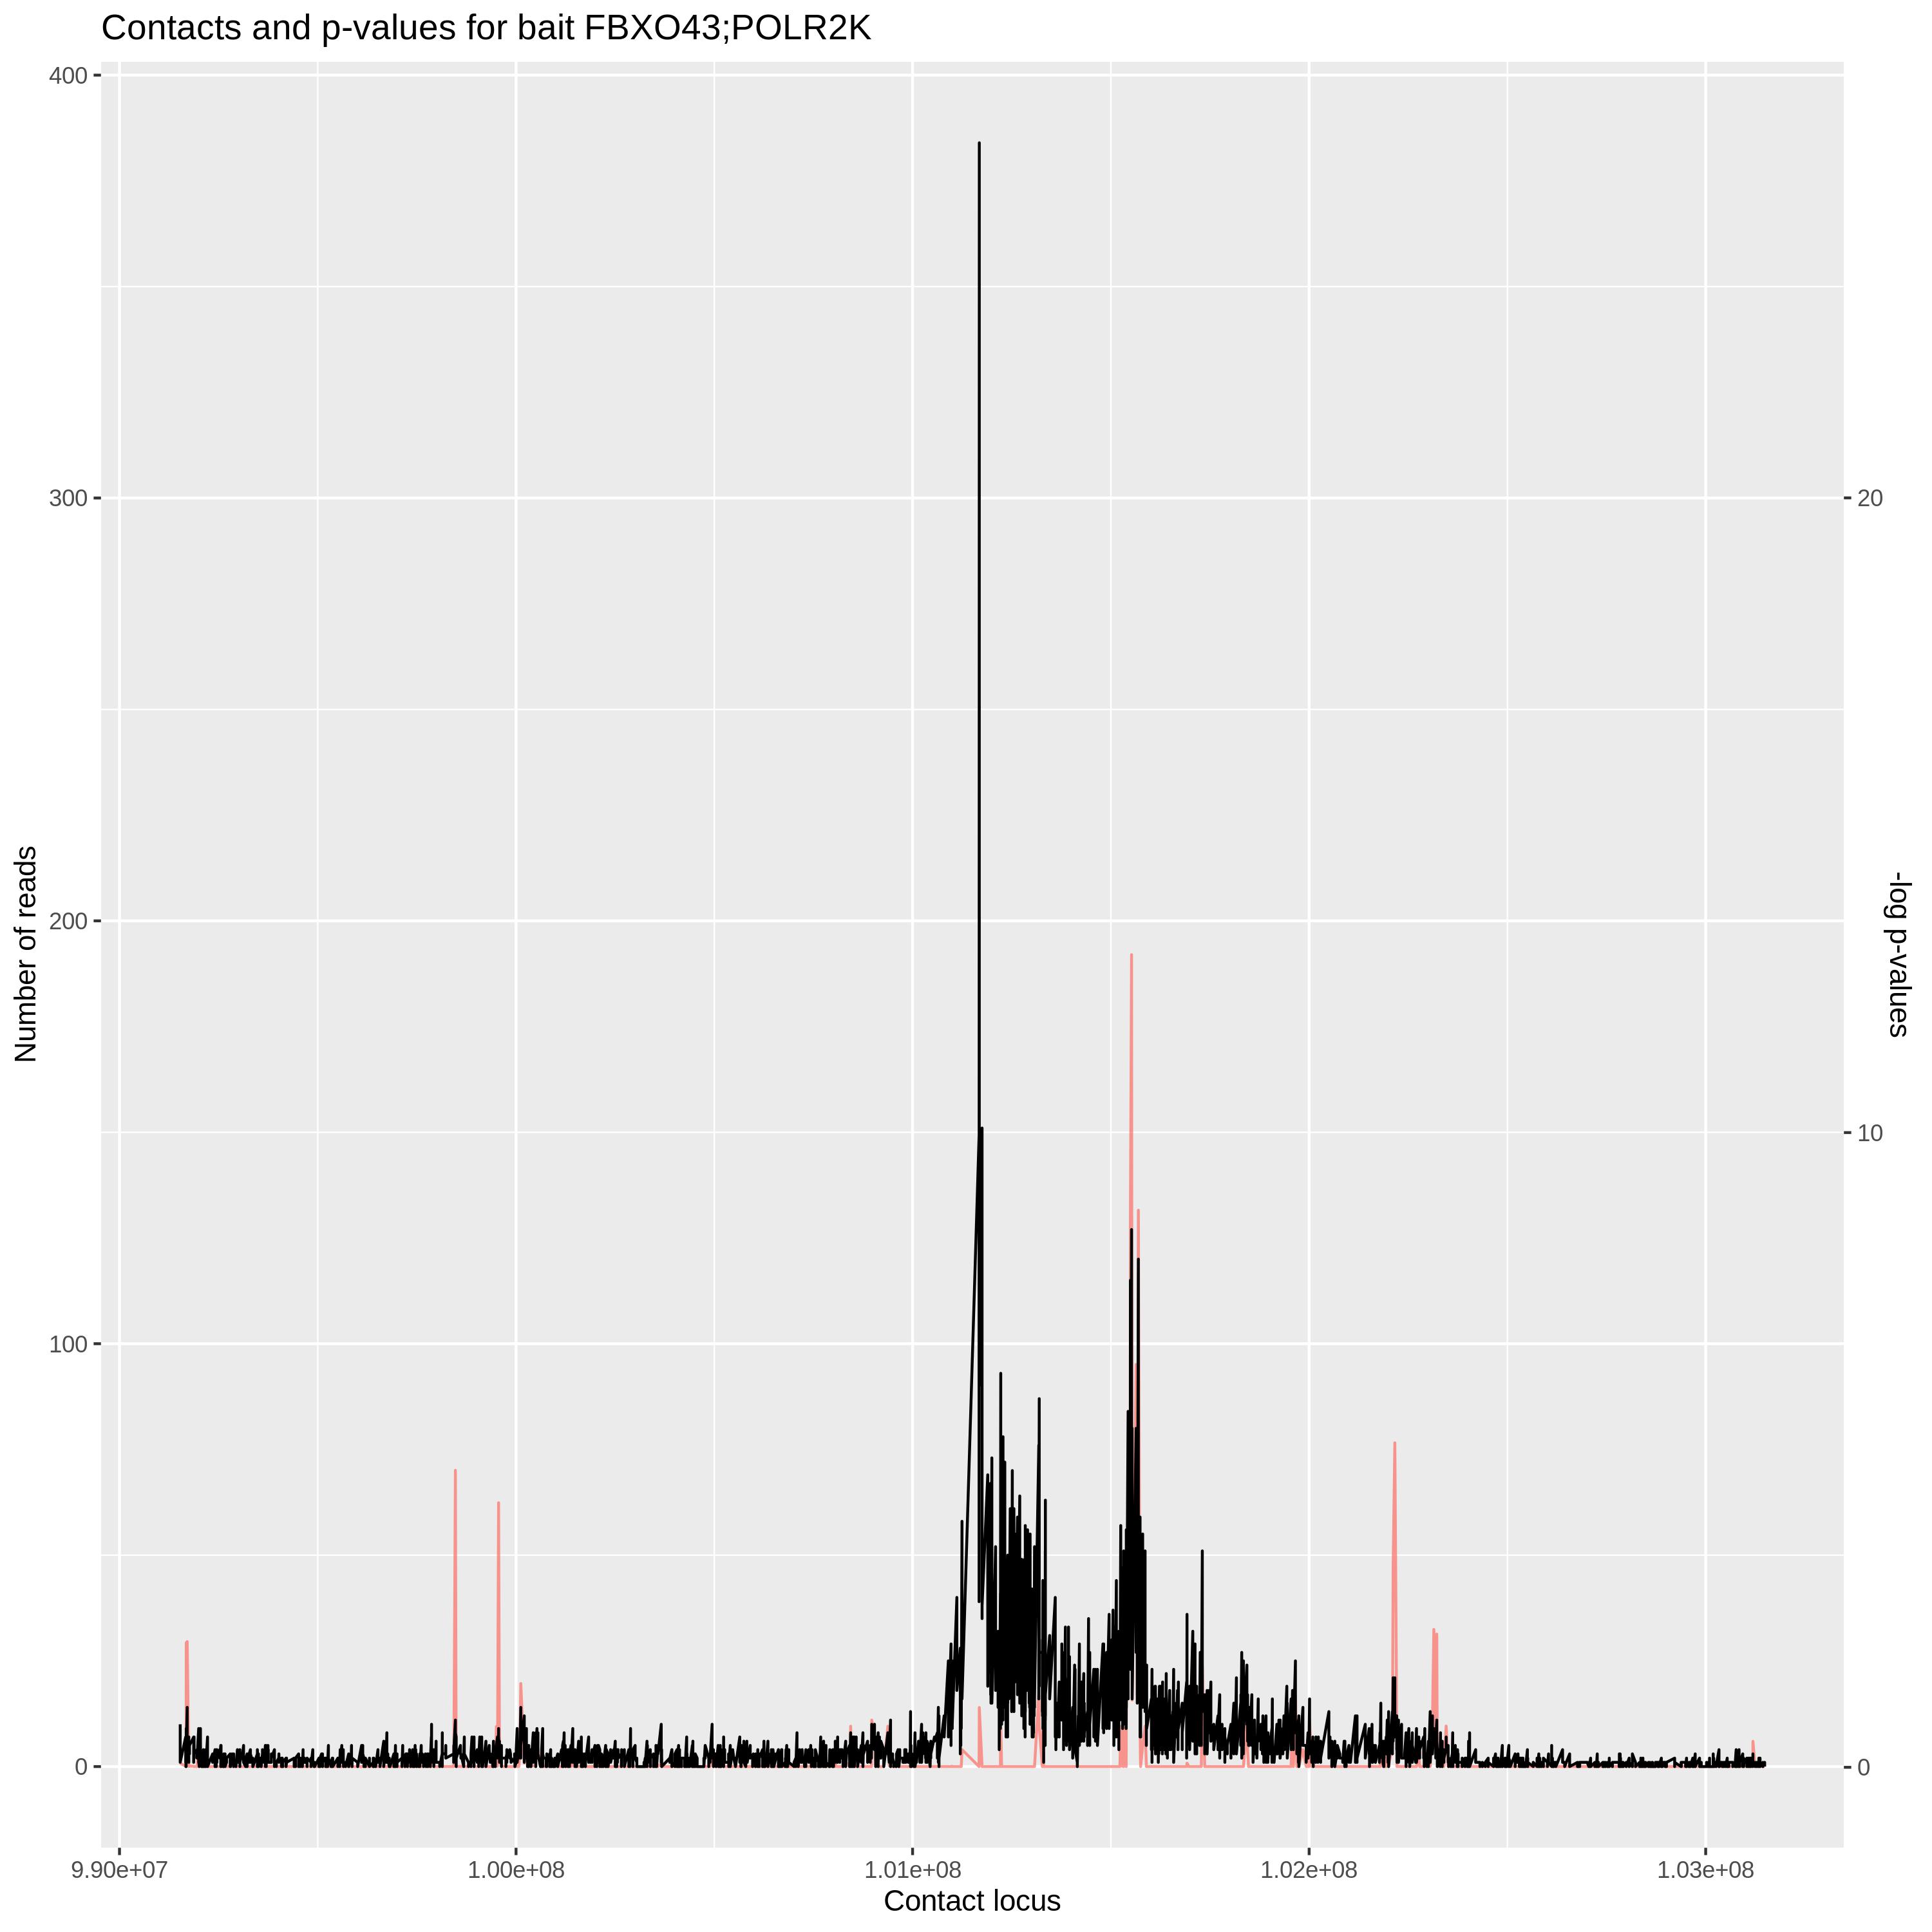 Contacts and p-values for bait FBXO43;POLR2K
400
300
200
100
0
Number of reads
20
10
0
-log p-values
9.90e+07
1.00e+08
1.01e+08
1.02e+08
1.03e+08
Contact locus